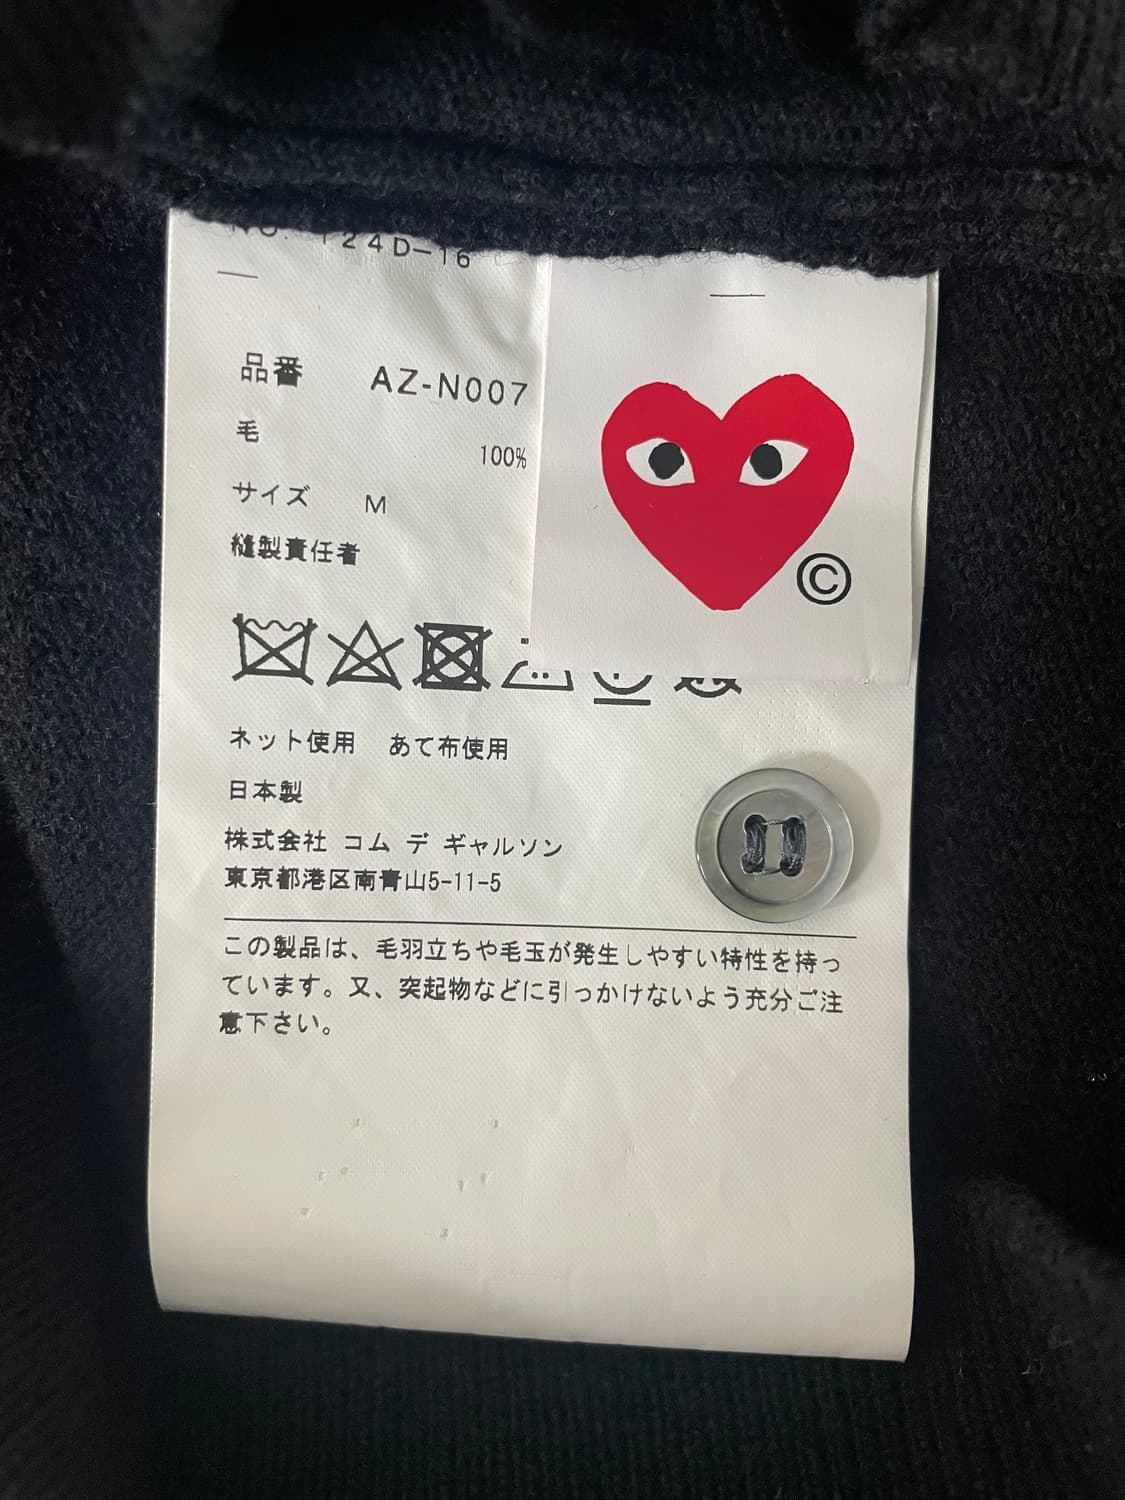 NO. T24D-16
品番 AZ-N007
毛
100%
サイズ M
縫製責任者
©
ネット使用 あて布使用
日本製
株式会社 コム デ ギャルソン
東京都港区南青山5-11-5
この製品は、毛羽立ちや毛玉が発生しやすい特性を持っ
ています。又、突起物などに引っかけないよう充分ご注
意下さい。